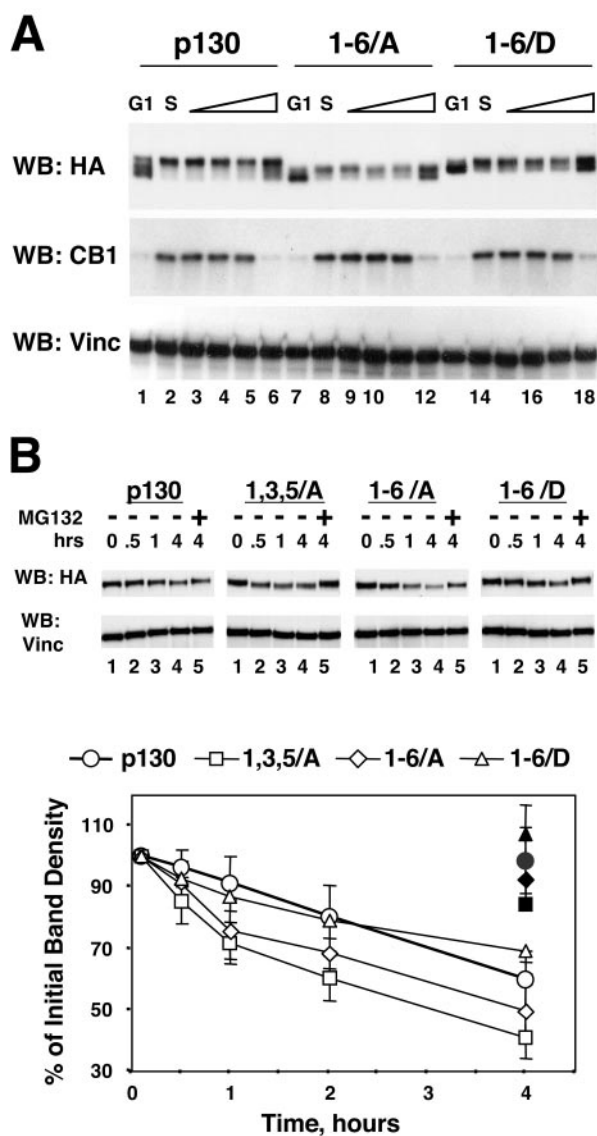 A
p130 1-6/A 1-6/D
G1 S G1 S G1 S
WB: HA
WB: CB1
WB: Vinc
1 2 3 4 5 6 7 8 9 10 12 14 16 18
B
p130 1,3,5/A 1-6/A 1-6/D
MG132 - - - - + - - - - + - - - - + - - - - +
hrs 0 .5 1 4 4 0 .5 1 4 4 0 .5 1 4 4 0 .5 1 4 4
WB: HA
WB:
Vinc
1 2 3 4 5 1 2 3 4 5 1 2 3 4 5 1 2 3 4 5
p130 1,3,5/A 1-6/A 1-6/D
% of Initial Band Density
110
90
70
50
30
0 1 2 3 4
Time, hours